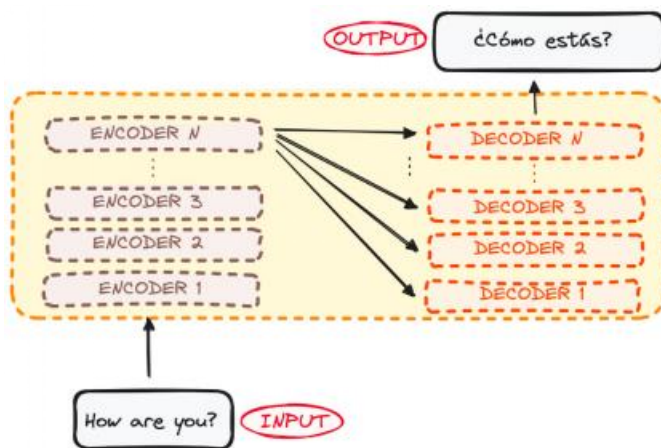 OUTPUT
¿Cómo estás?
ENCODER N
DECODER N
ENCODER 3
DECODER 3
ENCODER 2
DECODER 2
ENCODER 1
DECODER 1
How are you?
INPUT